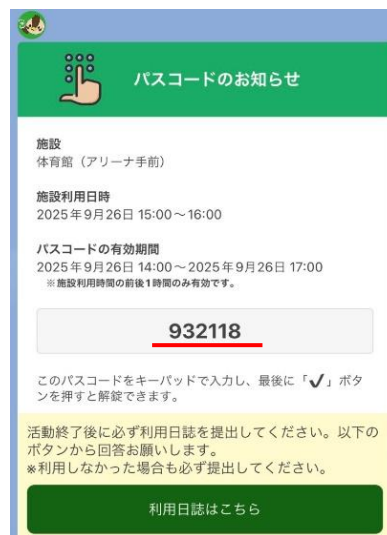 パスコードのお知らせ
施設
体育館（アリーナ手前）
施設利用日時
2025年9月26日 15:00～16:00
パスコードの有効期間
2025年9月26日 14:00～2025年9月26日 17:00
※施設利用時間の前後1時間のみ有効です。
932118
このパスコードをキーパッドで入力し、最後に「✓」ボタ
ンを押すと解錠できます。
活動終了後に必ず利用日誌を提出してください。以下の
ボタンから回答お願いします。
※利用しなかった場合も必ず提出してください。
利用日誌はこちら